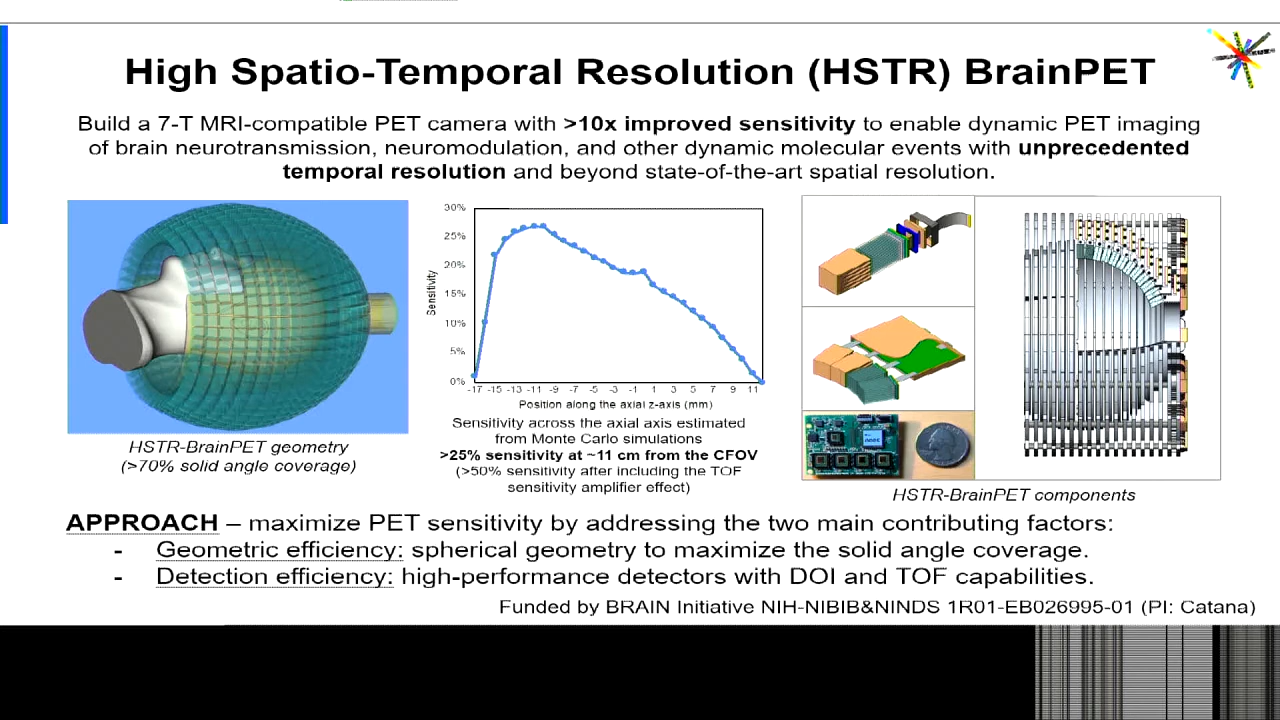 High Spatio-Temporal Resolution (HSTR) BrainPET
Build a 7-T MRI-compatible PET camera with >10x improved sensitivity to enable dynamic PET imaging
of brain neurotransmission, neuromodulation, and other dynamic molecular events with unprecedented
temporal resolution and beyond state-of-the-art spatial resolution.
HSTR-BrainPET geometry
(>70% solid angle coverage)
30%
25%
20%
15%
10%
5%
0%
Sensitivity
-17 -15 -13 -11 -9 -7 -5 -3 -1 1 3 5 7 9 11
Position along the axial z-axis (mm)
Sensitivity across the axial axis estimated
from Monte Carlo simulations
>25% sensitivity at ~11 cm from the CFOV
(>50% sensitivity after including the TOF
sensitivity amplifier effect)
HSTR-BrainPET components
APPROACH – maximize PET sensitivity by addressing the two main contributing factors:
- Geometric efficiency: spherical geometry to maximize the solid angle coverage.
- Detection efficiency: high-performance detectors with DOI and TOF capabilities.
Funded by BRAIN Initiative NIH-NIBIB&NINDS 1R01-EB026995-01 (PI: Catana)